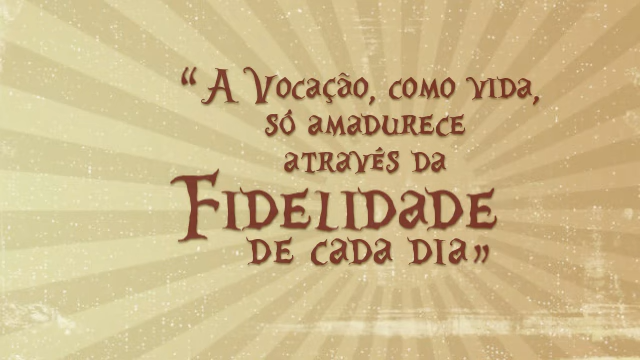 “A Vocação, como vida,
só amadurece
através da
Fidelidade
de cada dia”